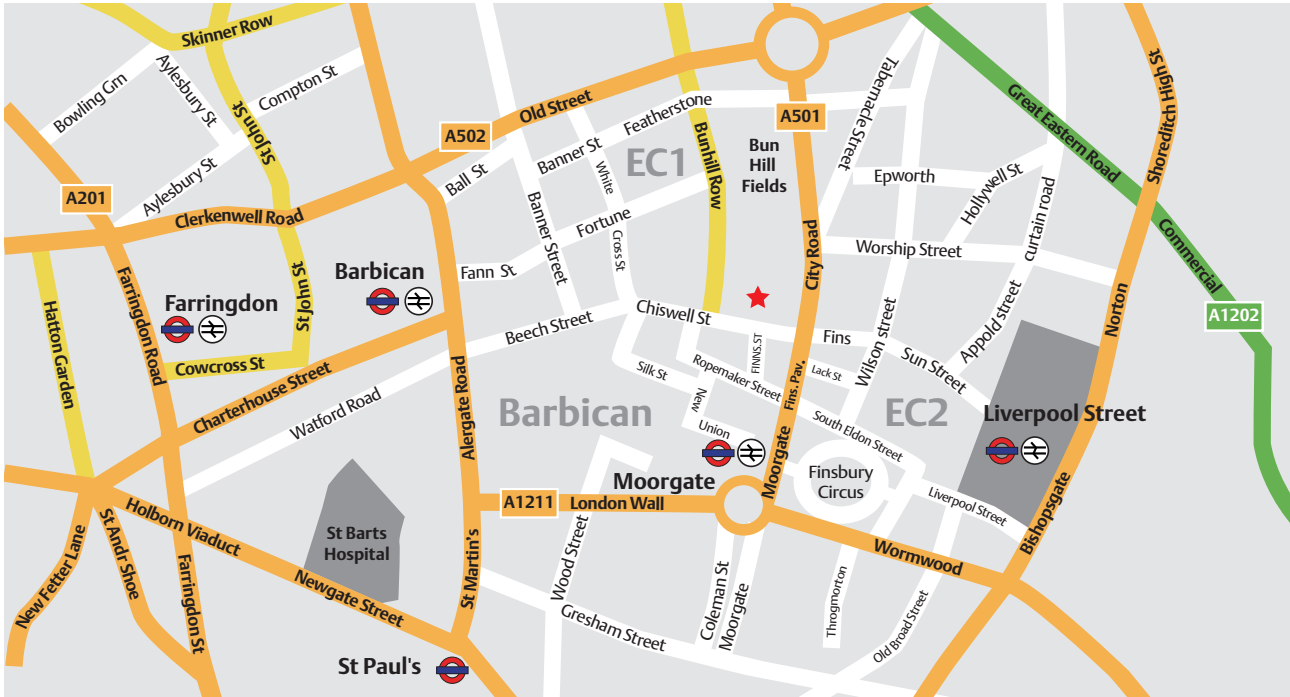 Skinner Row
Aylesbury St
Compton St
Bowling Grn
St John St
Old Street
A502
Featherstone
A501
Tabernacle Street
Great Eastern Road
Shoreditch High St
Banner St
EC1
Bunhill Row
Bun
Hill
Fields
White
Ball St
Epworth
Hollywell St
A201
Aylesbury St
Clerkenwell Road
Banner Street
Fortune
Cross St
City Road
Worship Street
curtain road
Commercial
Fann St
Barbican
Farringdon
St John St
Farringdon Road
Hatton Garden
Norton
A1202
Beech Street
Chiswell St
FINNS.ST
Fins
Wilson street
Sun Street
Appold street
Cowcross St
Charterhouse Street
Watford Road
Alergate Road
Silk St
Ropemaker Street
Lack St
Fins. Pav.
New
Union
Barbican
EC2
South Eldon Street
Liverpool Street
Moorgate
Moorgate
Finsbury
Circus
Liverpool Street
Bishopsgate
A1211
London Wall
Wormwood
Holborn Viaduct
St Barts
Hospital
New Fetter Lane
St Andr Shoe
Farringdon St
Newgate Street
St Martin's
Wood Street
Gresham Street
Coleman St
Moorgate
Throgmorton
Old Broad Street
St Paul's